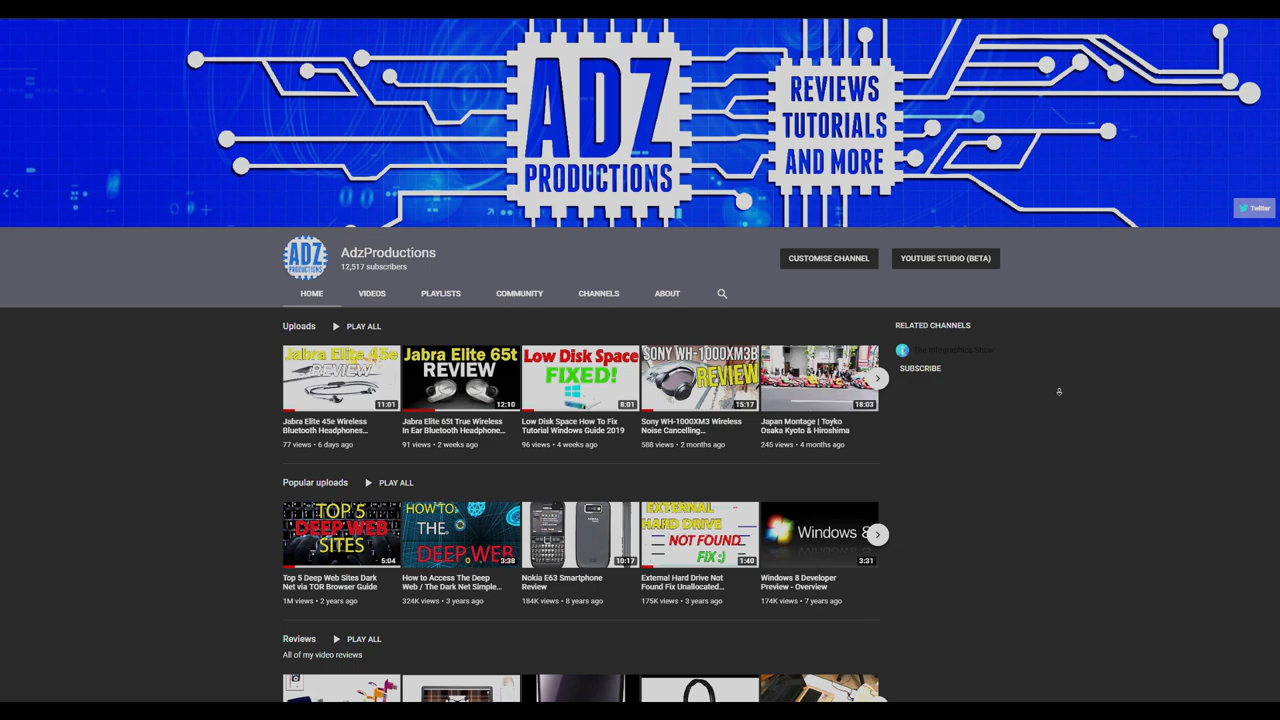 ADZ
PRODUCTIONS
REVIEWS
TUTORIALS
AND MORE
Twitter
ADZ
PRODUCTIONS
AdzProductions
12,517 subscribers
CUSTOMISE CHANNEL
YOUTUBE STUDIO (BETA)
HOME VIDEOS PLAYLISTS COMMUNITY CHANNELS ABOUT
Uploads PLAY ALL
RELATED CHANNELS
The Infographics Show
SUBSCRIBE
Jabra Elite 45e
REVIEW
11:01
Jabra Elite 45e Wireless
Bluetooth Headphones...
77 views • 6 days ago
Jabra Elite 65t
REVIEW
12:10
Jabra Elite 65t True Wireless
In Ear Bluetooth Headphone...
91 views • 2 weeks ago
Low Disk Space
FIXED!
8:01
Low Disk Space How To Fix
Tutorial Windows Guide 2019
96 views • 4 weeks ago
SONY WH-1000XM3B
REVIEW
15:17
Sony WH-1000XM3 Wireless
Noise Cancelling...
588 views • 2 months ago
18:03
Japan Montage | Toyko
Osaka Kyoto & Hiroshima
245 views • 4 months ago
Popular uploads PLAY ALL
TOP 5
DEEP WEB
SITES
5:04
Top 5 Deep Web Sites Dark
Net via TOR Browser Guide
1M views • 2 years ago
HOW TO:
THE
DEEP WEB
3:38
How to Access The Deep
Web / The Dark Net Simple...
324K views • 3 years ago
10:17
Nokia E63 Smartphone
Review
184K views • 8 years ago
EXTERNAL
HARD DRIVE
NOT FOUND
FIX :)
1:40
External Hard Drive Not
Found Fix Unallocated...
175K views • 3 years ago
Windows 8
3:31
Windows 8 Developer
Preview - Overview
174K views • 7 years ago
Reviews PLAY ALL
All of my video reviews